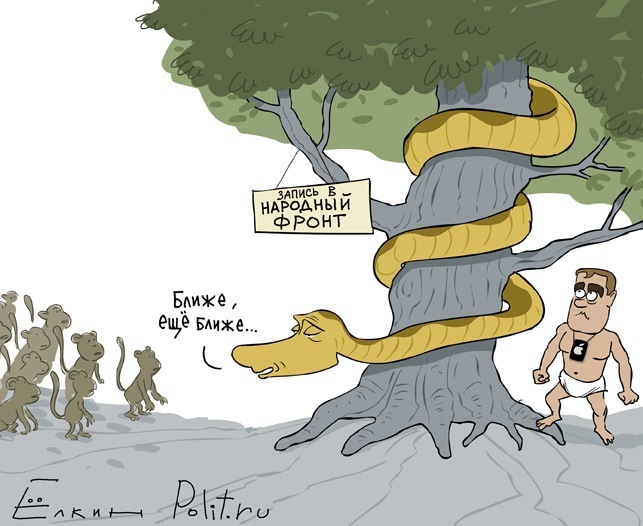 ЗАПИСЬ В
НАРОДНЫЙ
ФРОНТ
Ближе,
ещё ближе...
Ёлкин Polit.ru